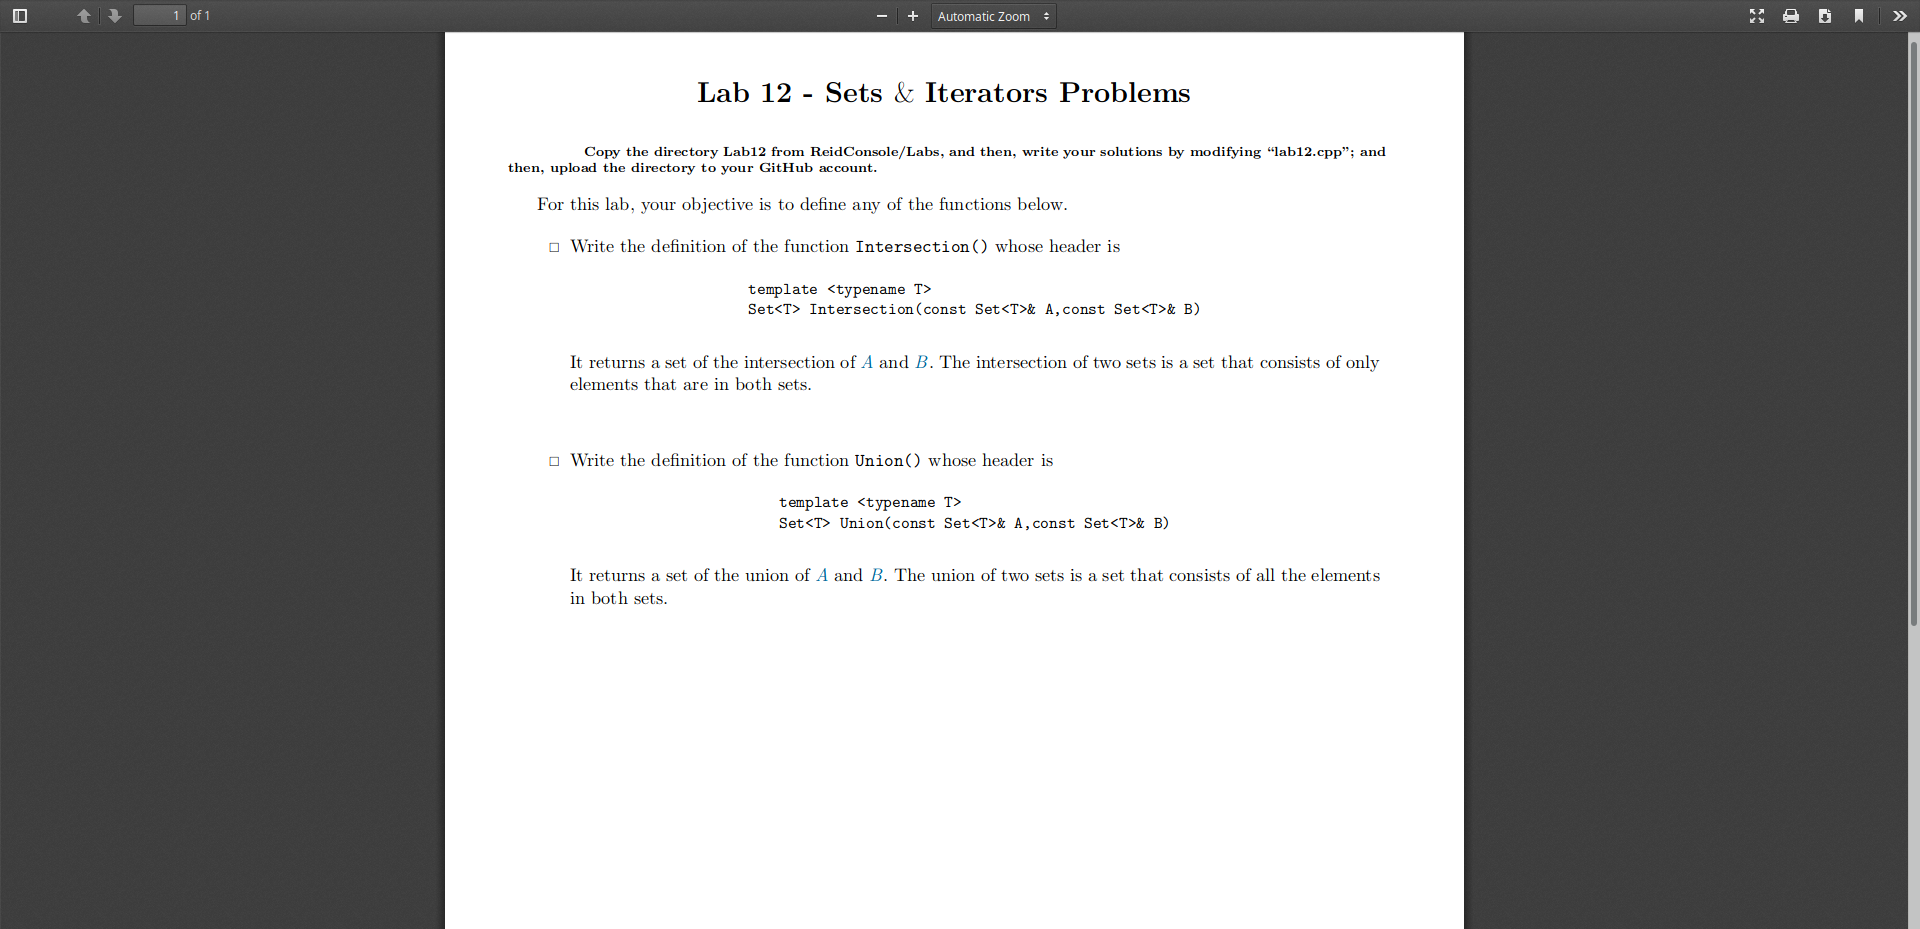 1 of 1
Automatic Zoom
Lab 12 - Sets & Iterators Problems
Copy the directory Lab12 from ReidConsole/Labs, and then, write your solutions by modifying “lab12.cpp”; and
then, upload the directory to your GitHub account.
For this lab, your objective is to define any of the functions below.
□ Write the definition of the function Intersection() whose header is
template <typename T>
Set<T> Intersection(const Set<T>& A,const Set<T>& B)
It returns a set of the intersection of A and B. The intersection of two sets is a set that consists of only
elements that are in both sets.
□ Write the definition of the function Union() whose header is
template <typename T>
Set<T> Union(const Set<T>& A,const Set<T>& B)
It returns a set of the union of A and B. The union of two sets is a set that consists of all the elements
in both sets.